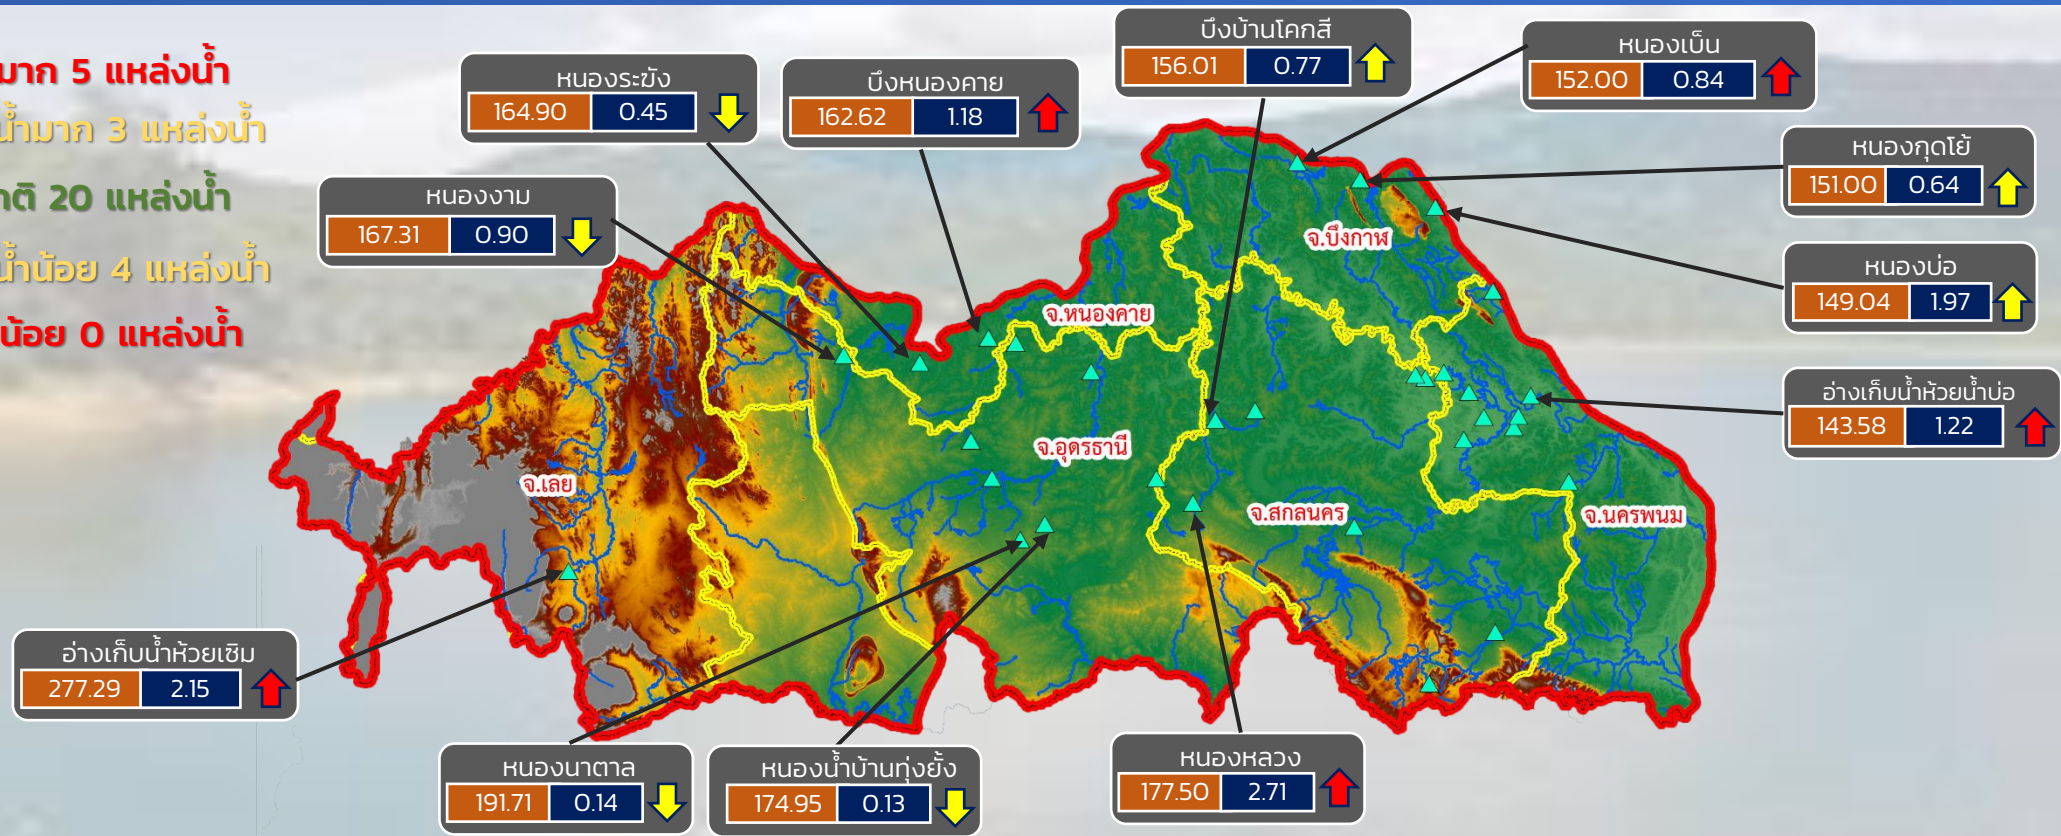 มาก 5 แหล่งน้ำ
น้ำมาก 3 แหล่งน้ำ
20 แหล่งน้ำ
น้ำน้อย 4 แหล่งน้ำ
น้อย 0 แหล่งน้ำ
หนองระฆัง
164.90 0.45
บึงหนองคาย
162.62 1.18
บึงบ้านโคกสี
156.01 0.77
หนองเบ็น
152.00 0.84
หนองงาม
167.31 0.90
หนองกุดโย้
151.00 0.64
หนองบ่อ
149.04 1.97
อ่างเก็บน้ำห้วยน้ำบ่อ
143.58 1.22
จ.บึงกาฬ
จ.หนองคาย
จ.อุดรธานี
จ.เลย
จ.สกลนคร
จ.นครพนม
อ่างเก็บน้ำห้วยเซิม
277.29 2.15
หนองนาตาล
191.71 0.14
หนองน้ำบ้านทุ่งยั้ง
174.95 0.13
หนองหลวง
177.50 2.71